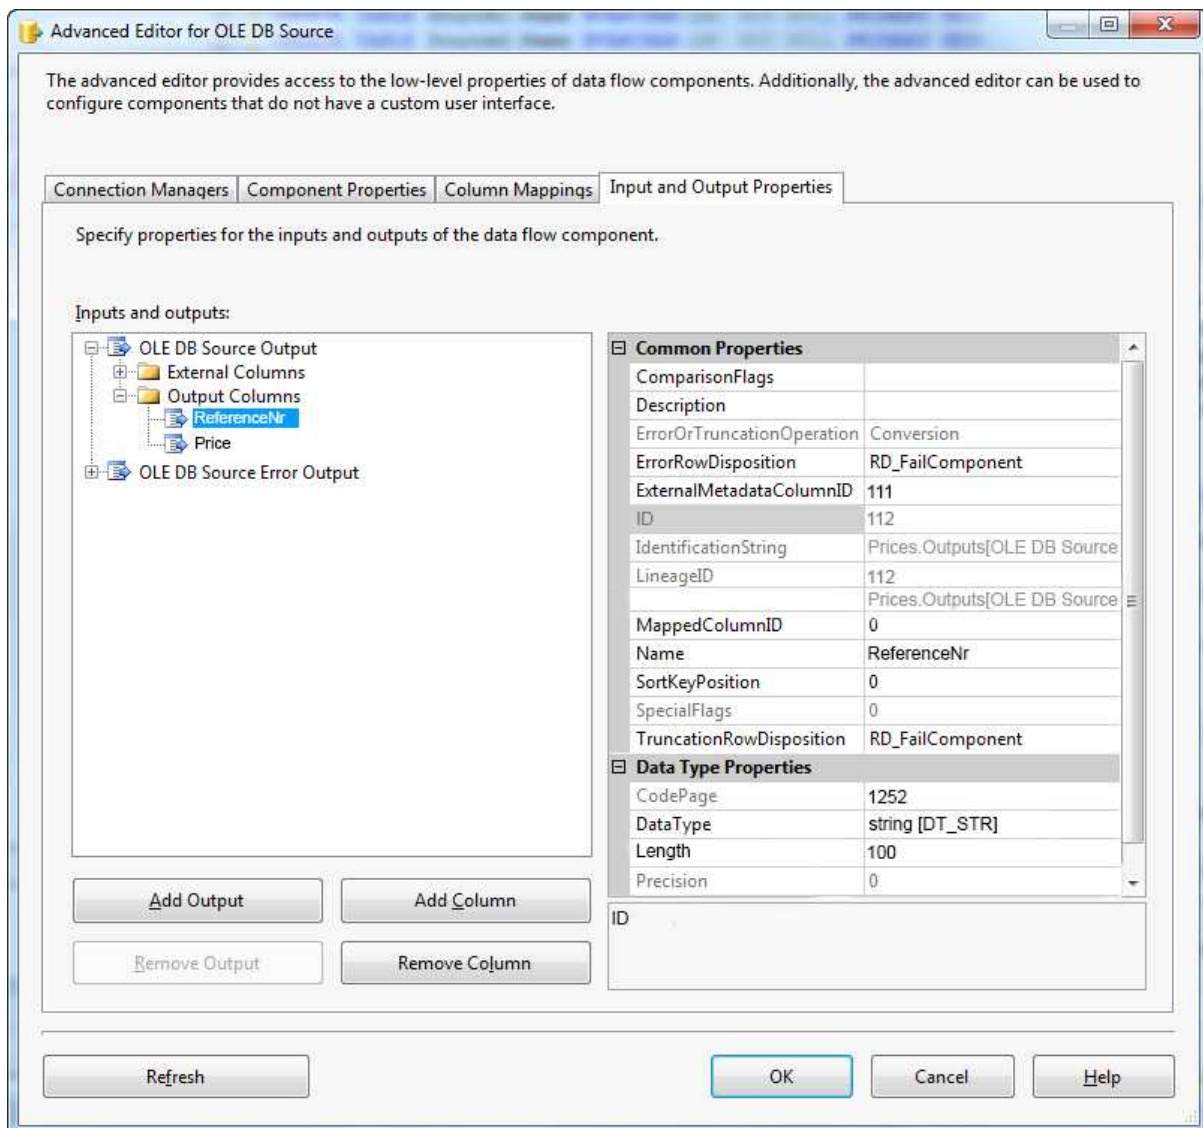 Advanced Editor for OLE DB Source
The advanced editor provides access to the low-level properties of data flow components. Additionally, the advanced editor can be used to
configure components that do not have a custom user interface.
Connection Managers Component Properties Column Mappings Input and Output Properties
Specify properties for the inputs and outputs of the data flow component.
Inputs and outputs:
OLE DB Source Output
External Columns
Output Columns
ReferenceNr
Price
OLE DB Source Error Output
Common Properties
ComparisonFlags
Description
ErrorOrTruncationOperation Conversion
ErrorRowDisposition RD_FailComponent
ExternalMetadataColumnID 111
ID 112
IdentificationString Prices.Outputs[OLE DB Source
LineageID 112
Prices.Outputs[OLE DB Source
MappedColumnID 0
Name ReferenceNr
SortKeyPosition 0
SpecialFlags 0
TruncationRowDisposition RD_FailComponent
Data Type Properties
CodePage 1252
DataType string [DT_STR]
Length 100
Precision 0
ID
Add Output Add Column
Remove Output Remove Column
Refresh OK Cancel Help